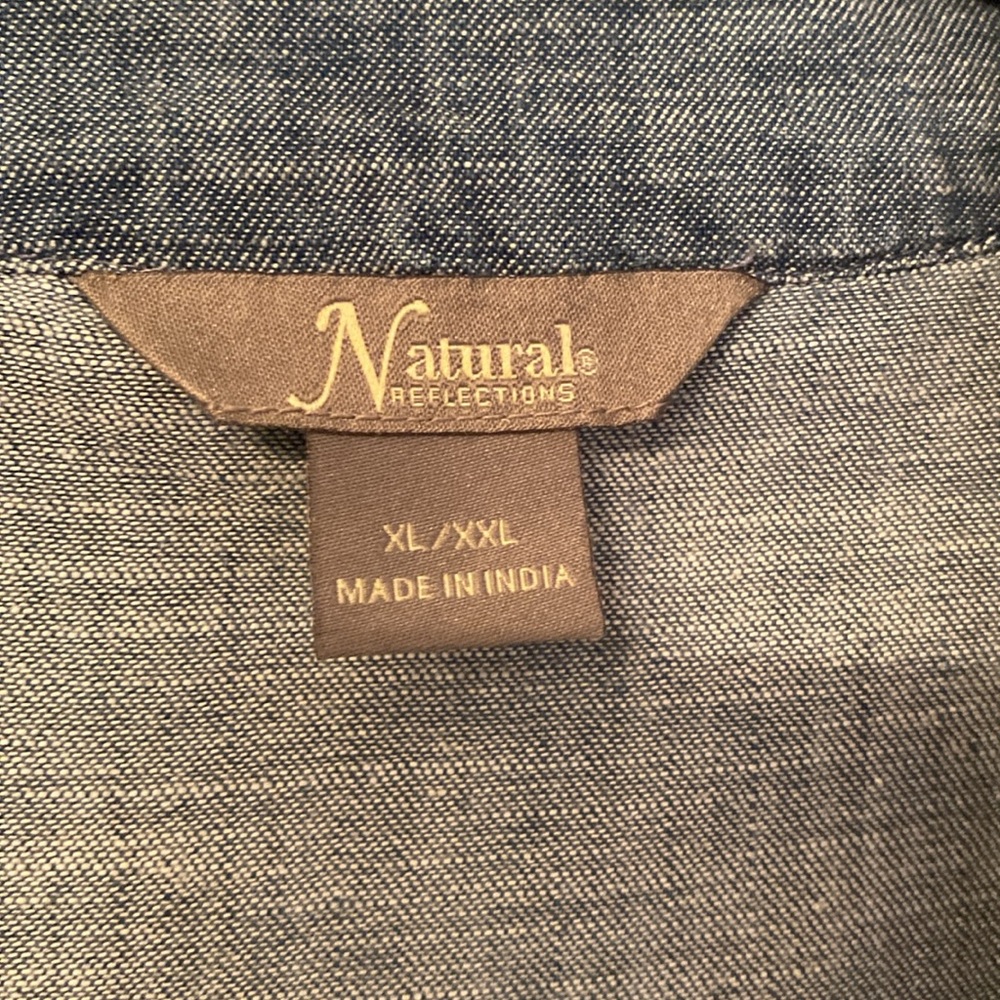 Natural®
REFLECTIONS
XL/XXL
MADE IN INDIA